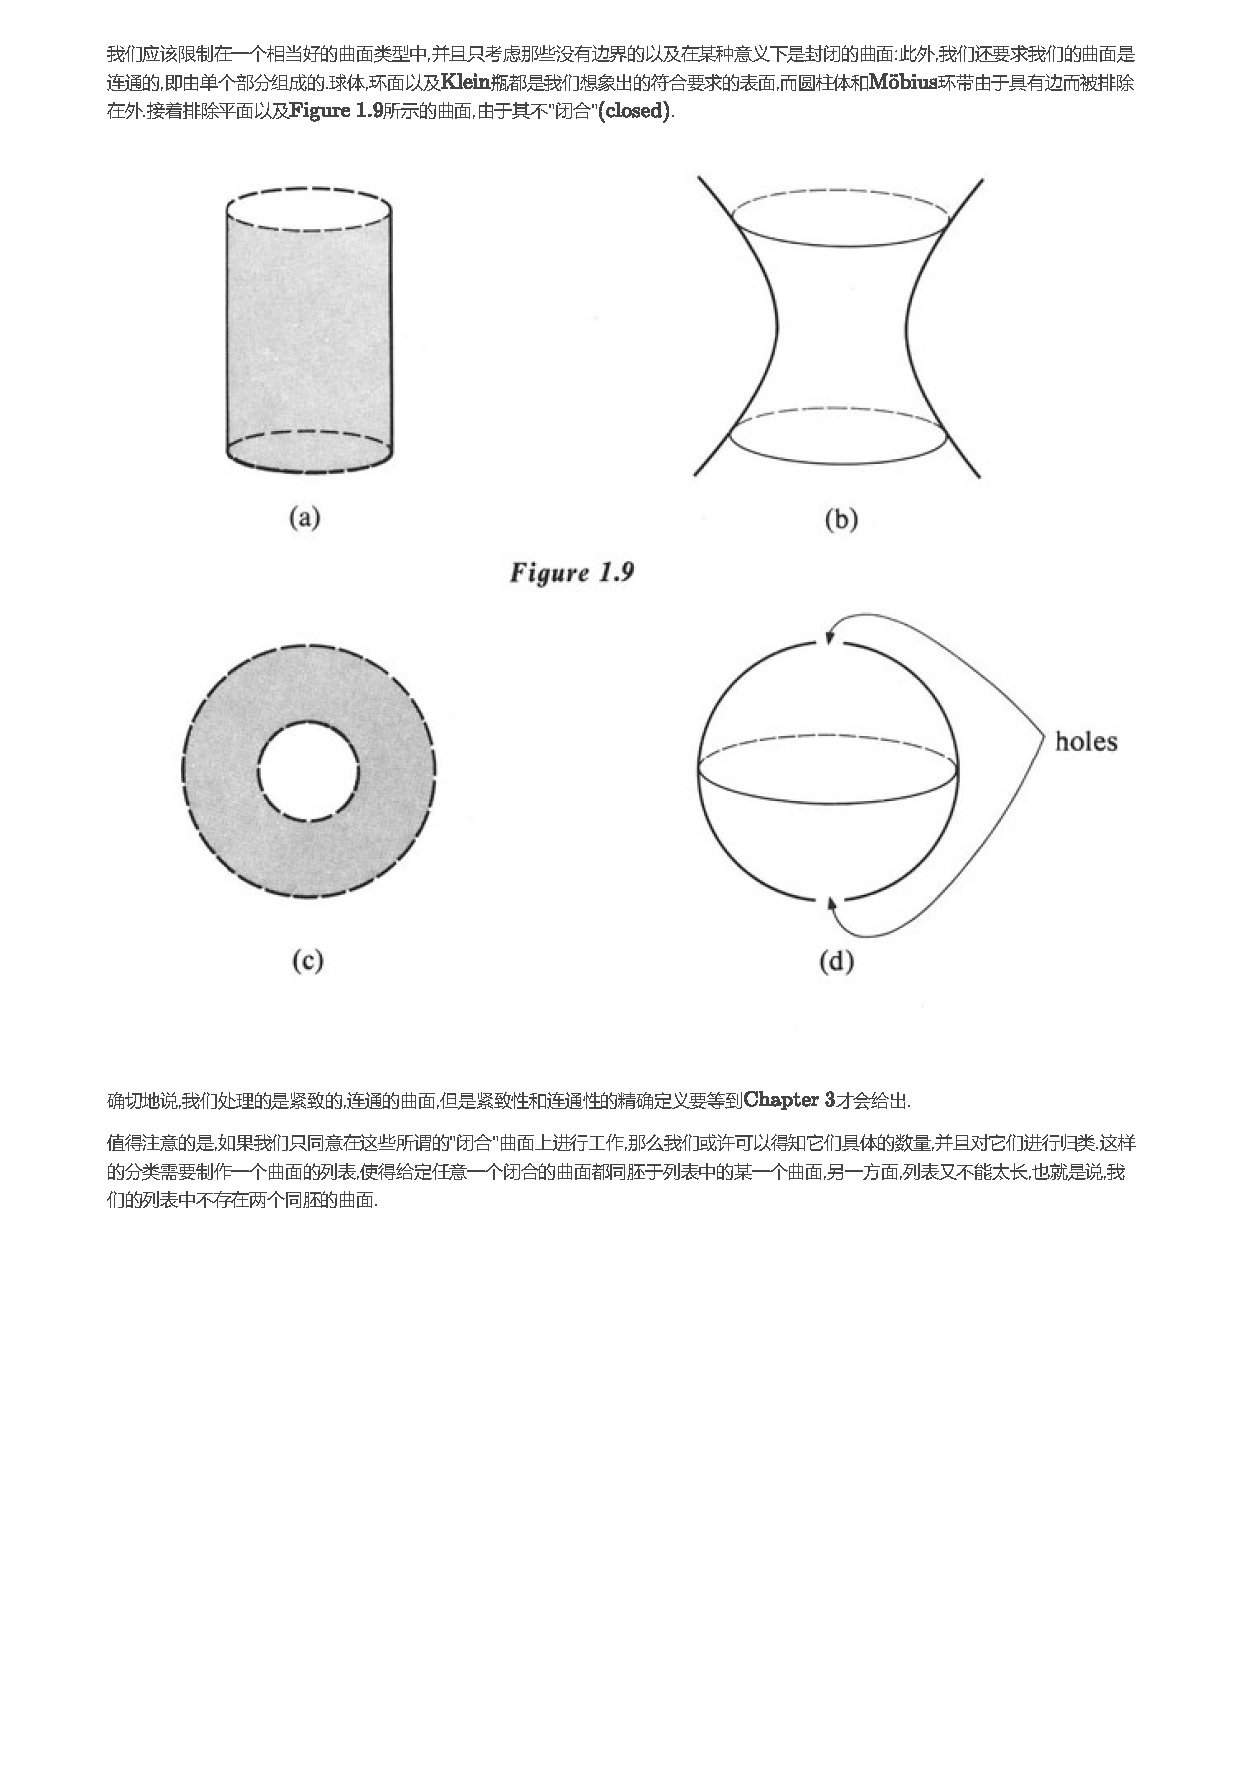 我们应该限制在一个相当好的曲面类型中,并且只考虑那些没有边界的以及在某种意义下是封闭的曲面;此外,我们还要求我们的曲面是
连通的,即由单个部分组成的.球体,环面以及Klein瓶都是我们想象出的符合要求的表面,而圆柱体和Möbius环带由于具有边而被排除
在外.接着排除平面以及Figure 1.9所示的曲面,由于其不"闭合"(closed).
(a)
(b)
Figure 1.9
holes
(c)
(d)
确切地说,我们处理的是紧致的,连通的曲面,但是紧致性和连通性的精确定义要等到Chapter 3才会给出.
值得注意的是,如果我们只同意在这些所谓的"闭合"曲面上进行工作,那么我们或许可以得知它们具体的数量,并且对它们进行归类.这样
的分类需要制作一个曲面的列表,使得给定任意一个闭合的曲面都同胚于列表中的某一个曲面,另一方面,列表又不能太长,也就是说,我
们的列表中不存在两个同胚的曲面.